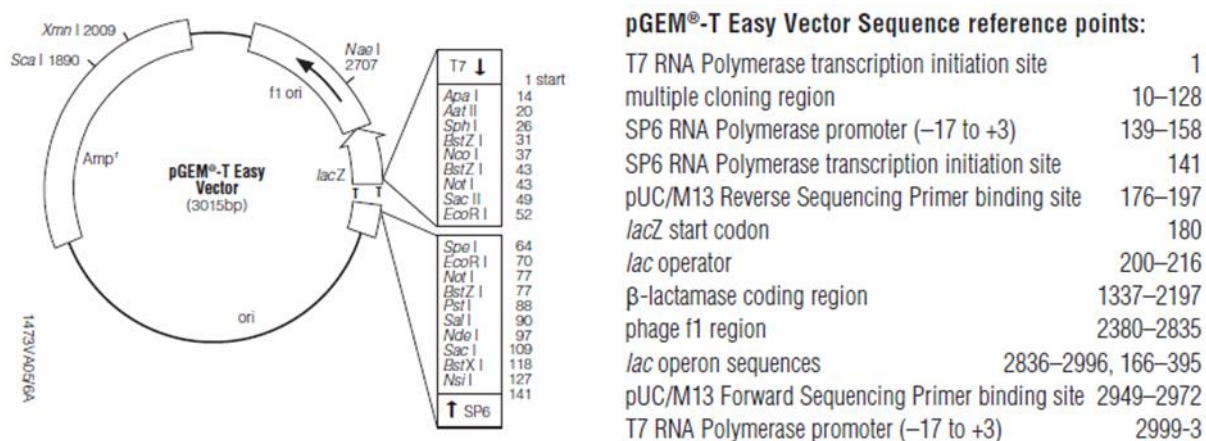 Xmn I 2009
Sca I 1890
Nae I
2707
f1 ori
Ampʳ
pGEM®-T Easy
Vector
(3015bp)
lacZ
T T
ori
1473VA05/6A
T7 ↓
1 start
Apa I 14
Aat II 20
Sph I 26
BstZ I 31
Nco I 37
BstZ I 43
Not I 43
Sac II 49
EcoR I 52
Spe I 64
EcoR I 70
Not I 77
BstZ I 77
Pst I 88
Sal I 90
Nde I 97
Sac I 109
BstX I 118
Nsi I 127
141
↑ SP6
pGEM®-T Easy Vector Sequence reference points:
T7 RNA Polymerase transcription initiation site 1
multiple cloning region 10–128
SP6 RNA Polymerase promoter (–17 to +3) 139–158
SP6 RNA Polymerase transcription initiation site 141
pUC/M13 Reverse Sequencing Primer binding site 176–197
lacZ start codon 180
lac operator 200–216
β-lactamase coding region 1337–2197
phage f1 region 2380–2835
lac operon sequences 2836–2996, 166–395
pUC/M13 Forward Sequencing Primer binding site 2949–2972
T7 RNA Polymerase promoter (–17 to +3) 2999-3